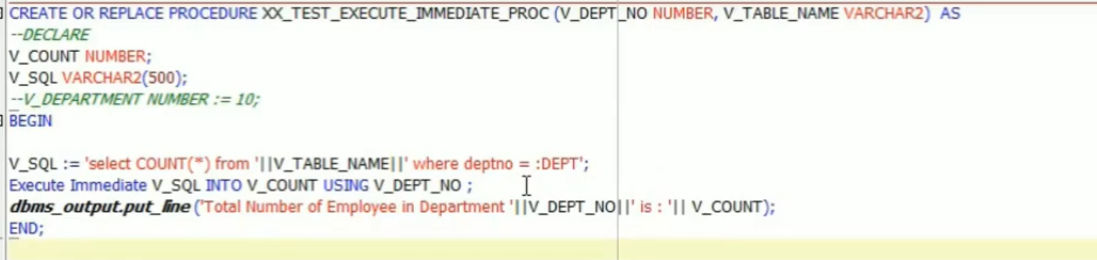 CREATE OR REPLACE PROCEDURE XX_TEST_EXECUTE_IMMEDIATE_PROC (V_DEPT_NO NUMBER, V_TABLE_NAME VARCHAR2) AS
--DECLARE
V_COUNT NUMBER;
V_SQL VARCHAR2(500);
--V_DEPARTMENT NUMBER := 10;
BEGIN
V_SQL := 'select COUNT(*) from '||V_TABLE_NAME||' where deptno = :DEPT';
Execute Immediate V_SQL INTO V_COUNT USING V_DEPT_NO ;
dbms_output.put_line ('Total Number of Employee in Department '||V_DEPT_NO||' is : '|| V_COUNT);
END;